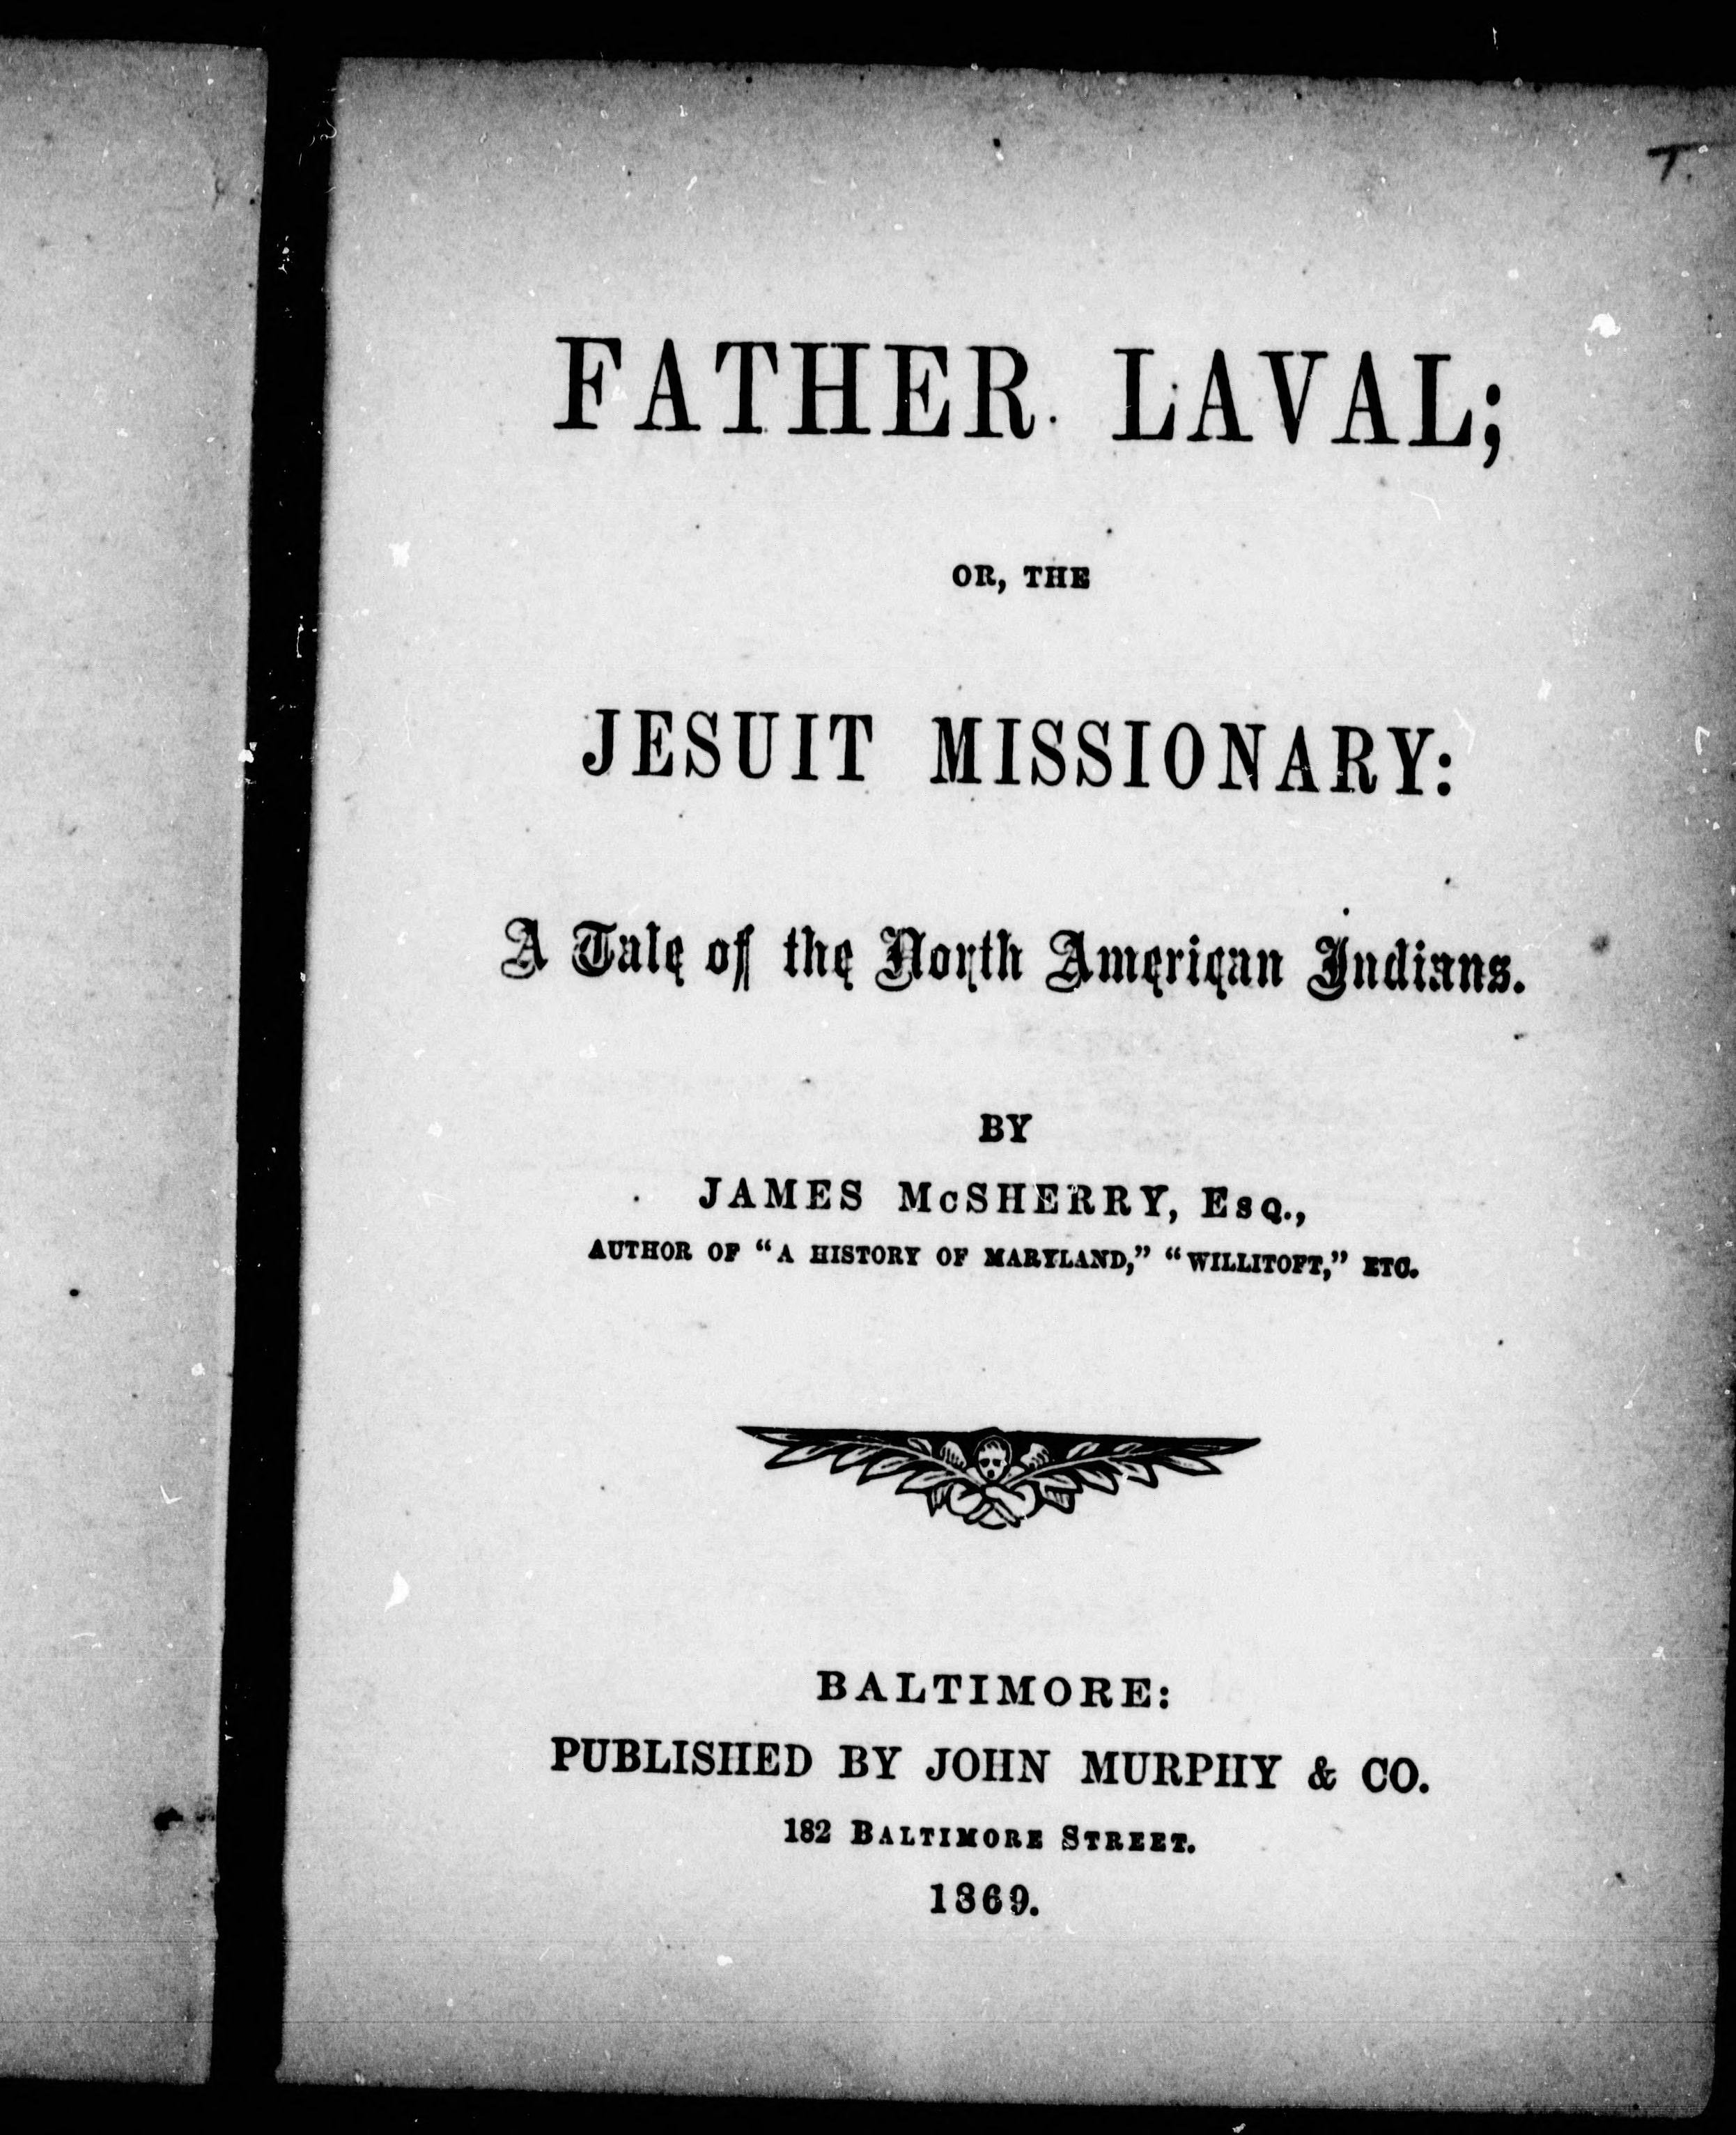 T.
FATHER LAVAL;
OR, THE
JESUIT MISSIONARY:
A Tale of the North American Indians.
BY
JAMES McSHERRY, Esq.,
AUTHOR OF "A HISTORY OF MARYLAND," "WILLITOFT," ETC.
BALTIMORE:
PUBLISHED BY JOHN MURPHY & CO.
182 BALTIMORE STREET.
1869.